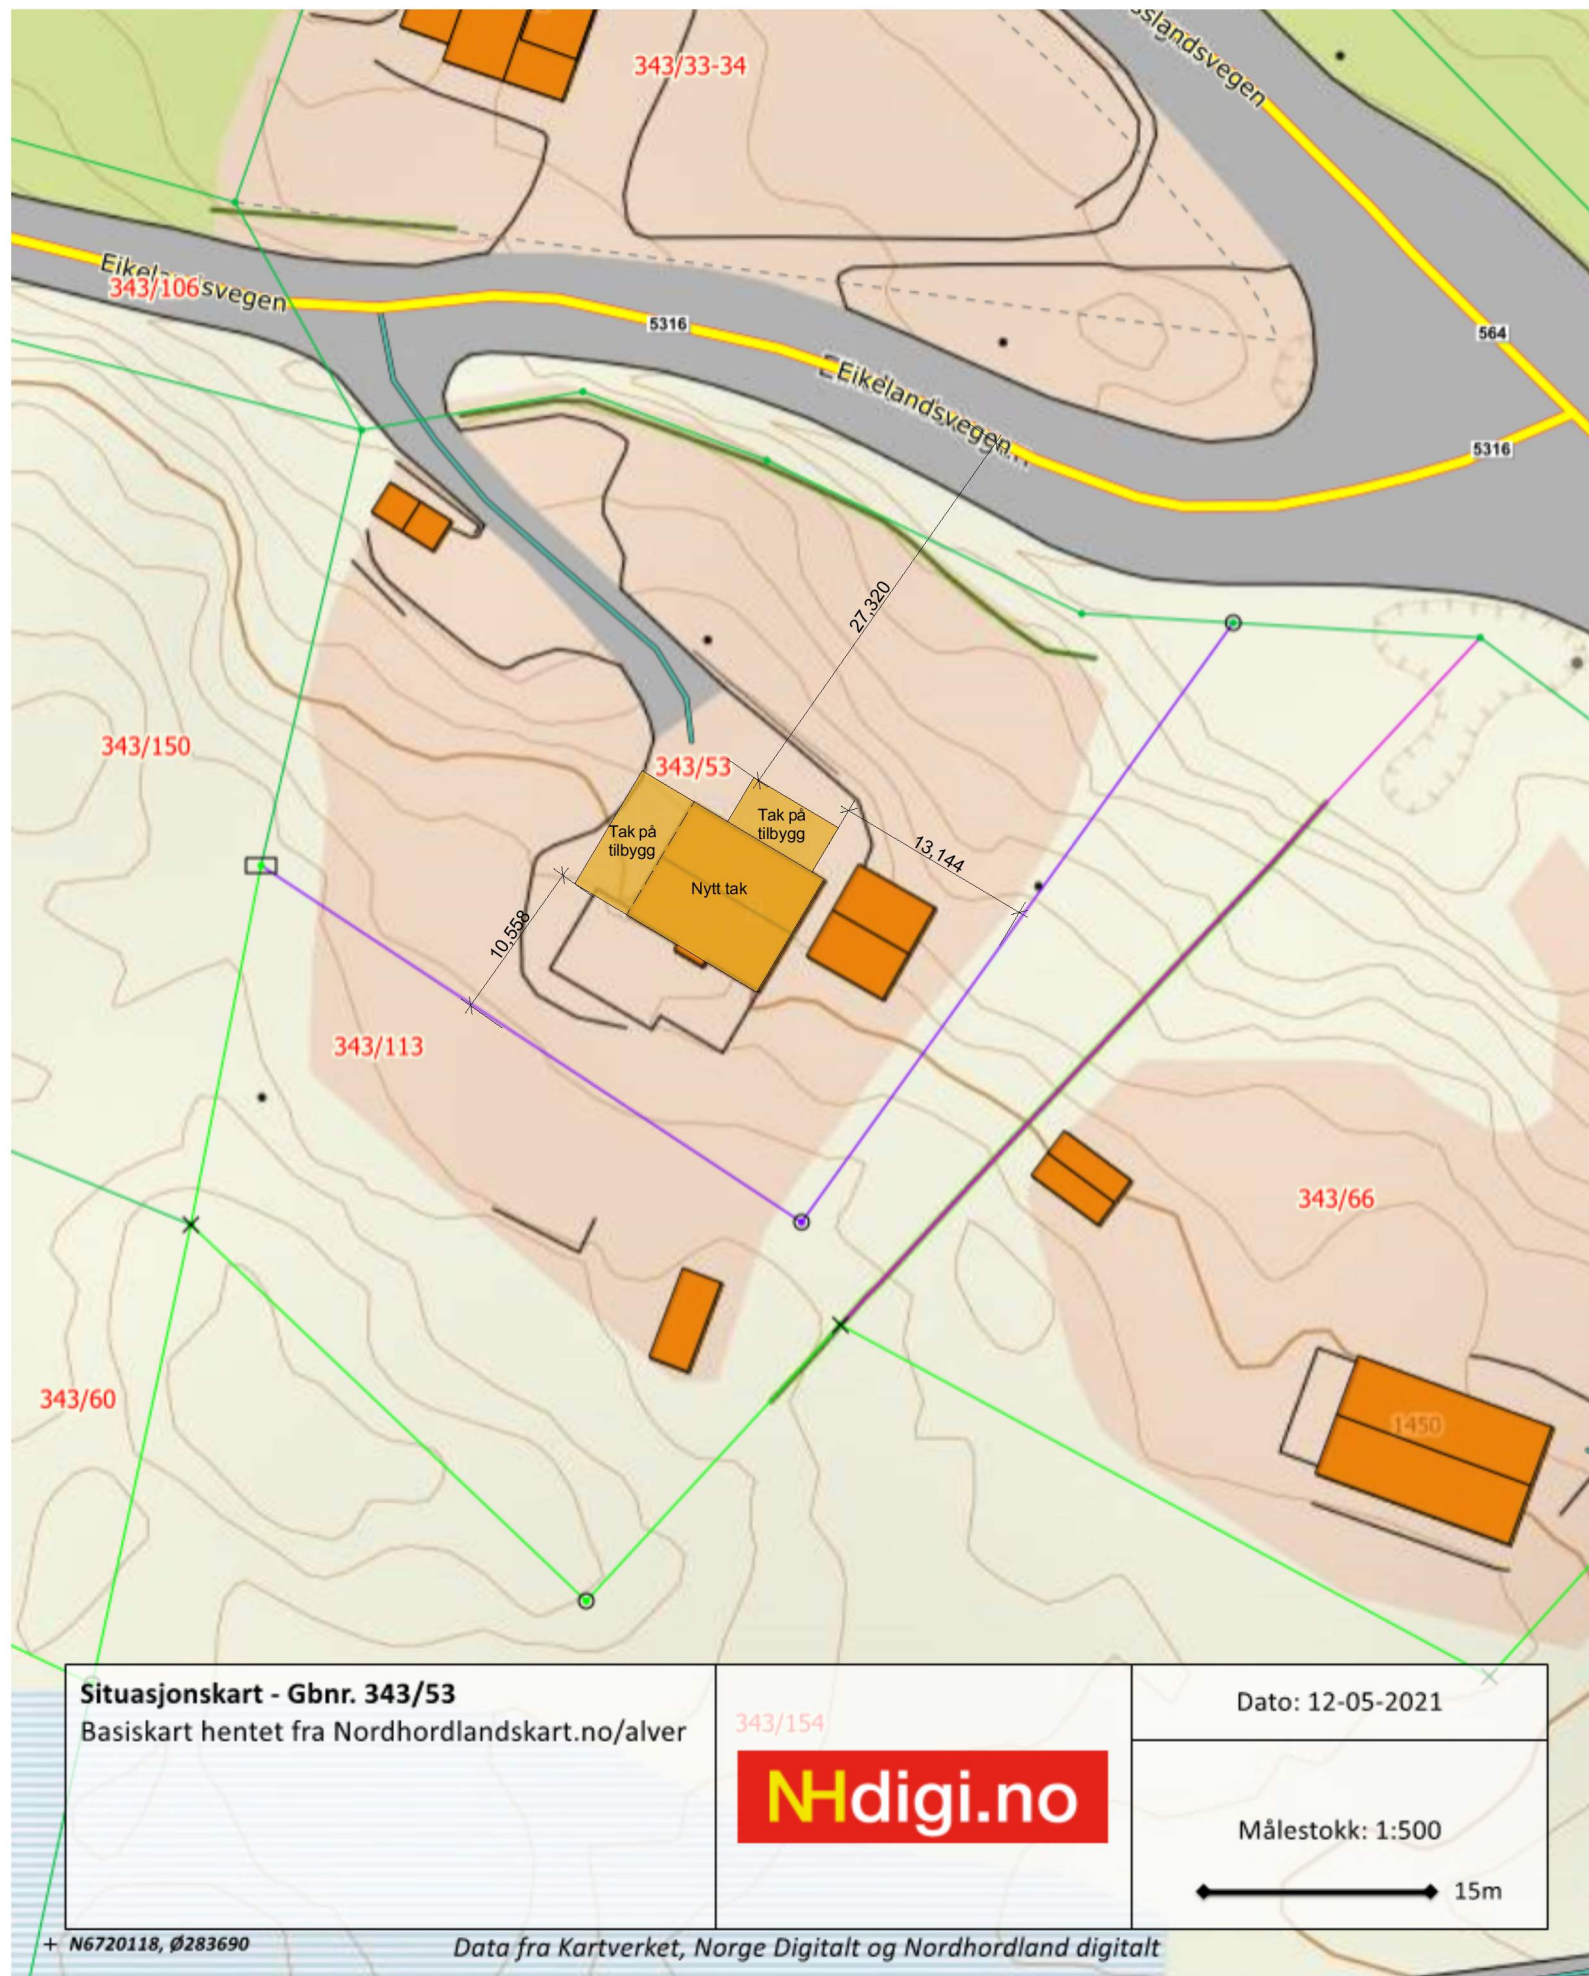 slandsvegen
343/33-34
Eikelandsvegen
343/106
5316
564
Eikelandsvegen
5316
27,320
343/150
343/53
Tak på
tilbygg
Tak på
tilbygg
13,144
Nytt tak
10,558
343/113
343/66
343/60
1450
Situasjonskart - Gbnr. 343/53
Basiskart hentet fra Nordhordlandskart.no/alver
343/154
NHdigi.no
Dato: 12-05-2021
Målestokk: 1:500
15m
N6720118, Ø283690
Data fra Kartverket, Norge Digitalt og Nordhordland digitalt